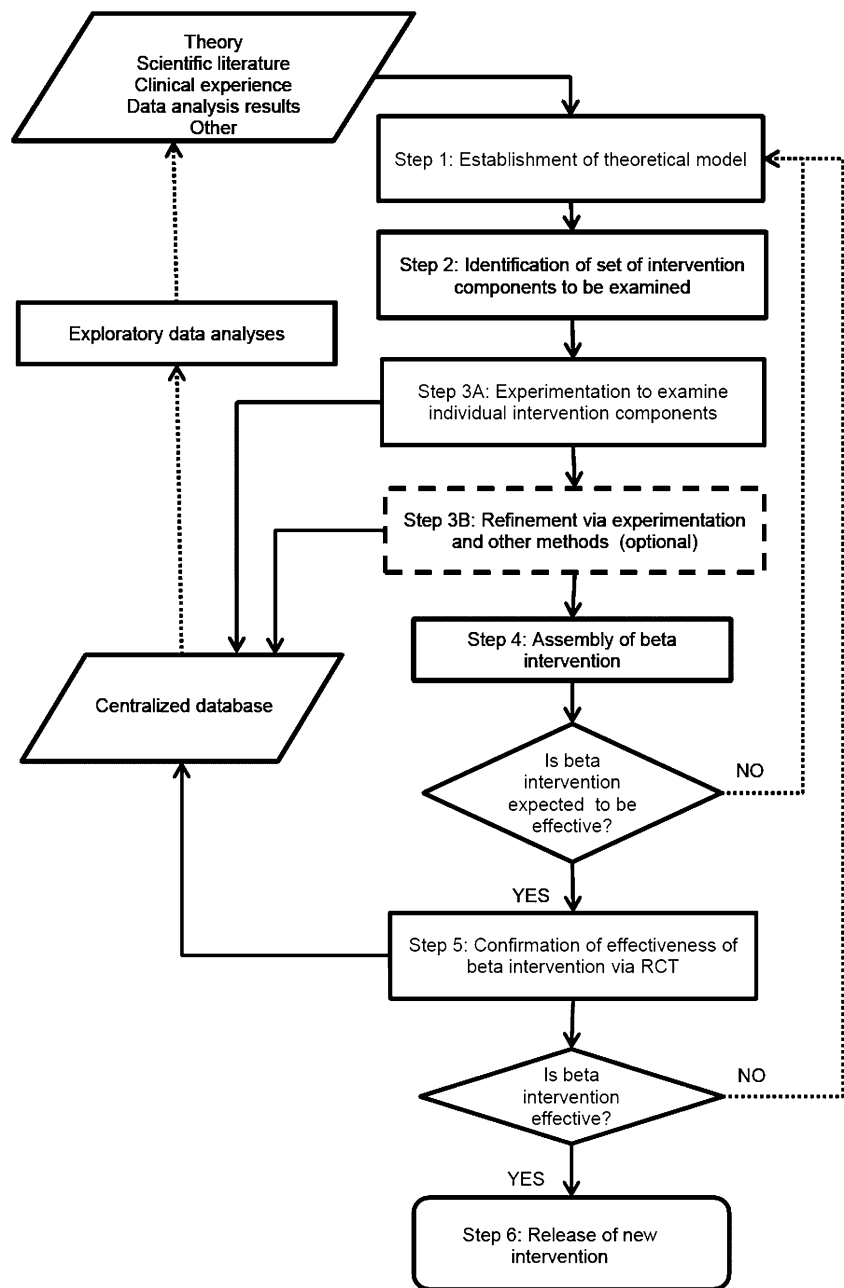 Theory
Scientific literature
Clinical experience
Data analysis results
Other
Step 1: Establishment of theoretical model
Step 2: Identification of set of intervention
components to be examined
Exploratory data analyses
Step 3A: Experimentation to examine
individual intervention components
Step 3B: Refinement via experimentation
and other methods (optional)
Step 4: Assembly of beta
intervention
Centralized database
Is beta
intervention
expected to be
effective?
NO
YES
Step 5: Confirmation of effectiveness of
beta intervention via RCT
Is beta
intervention
effective?
NO
YES
Step 6: Release of new
intervention